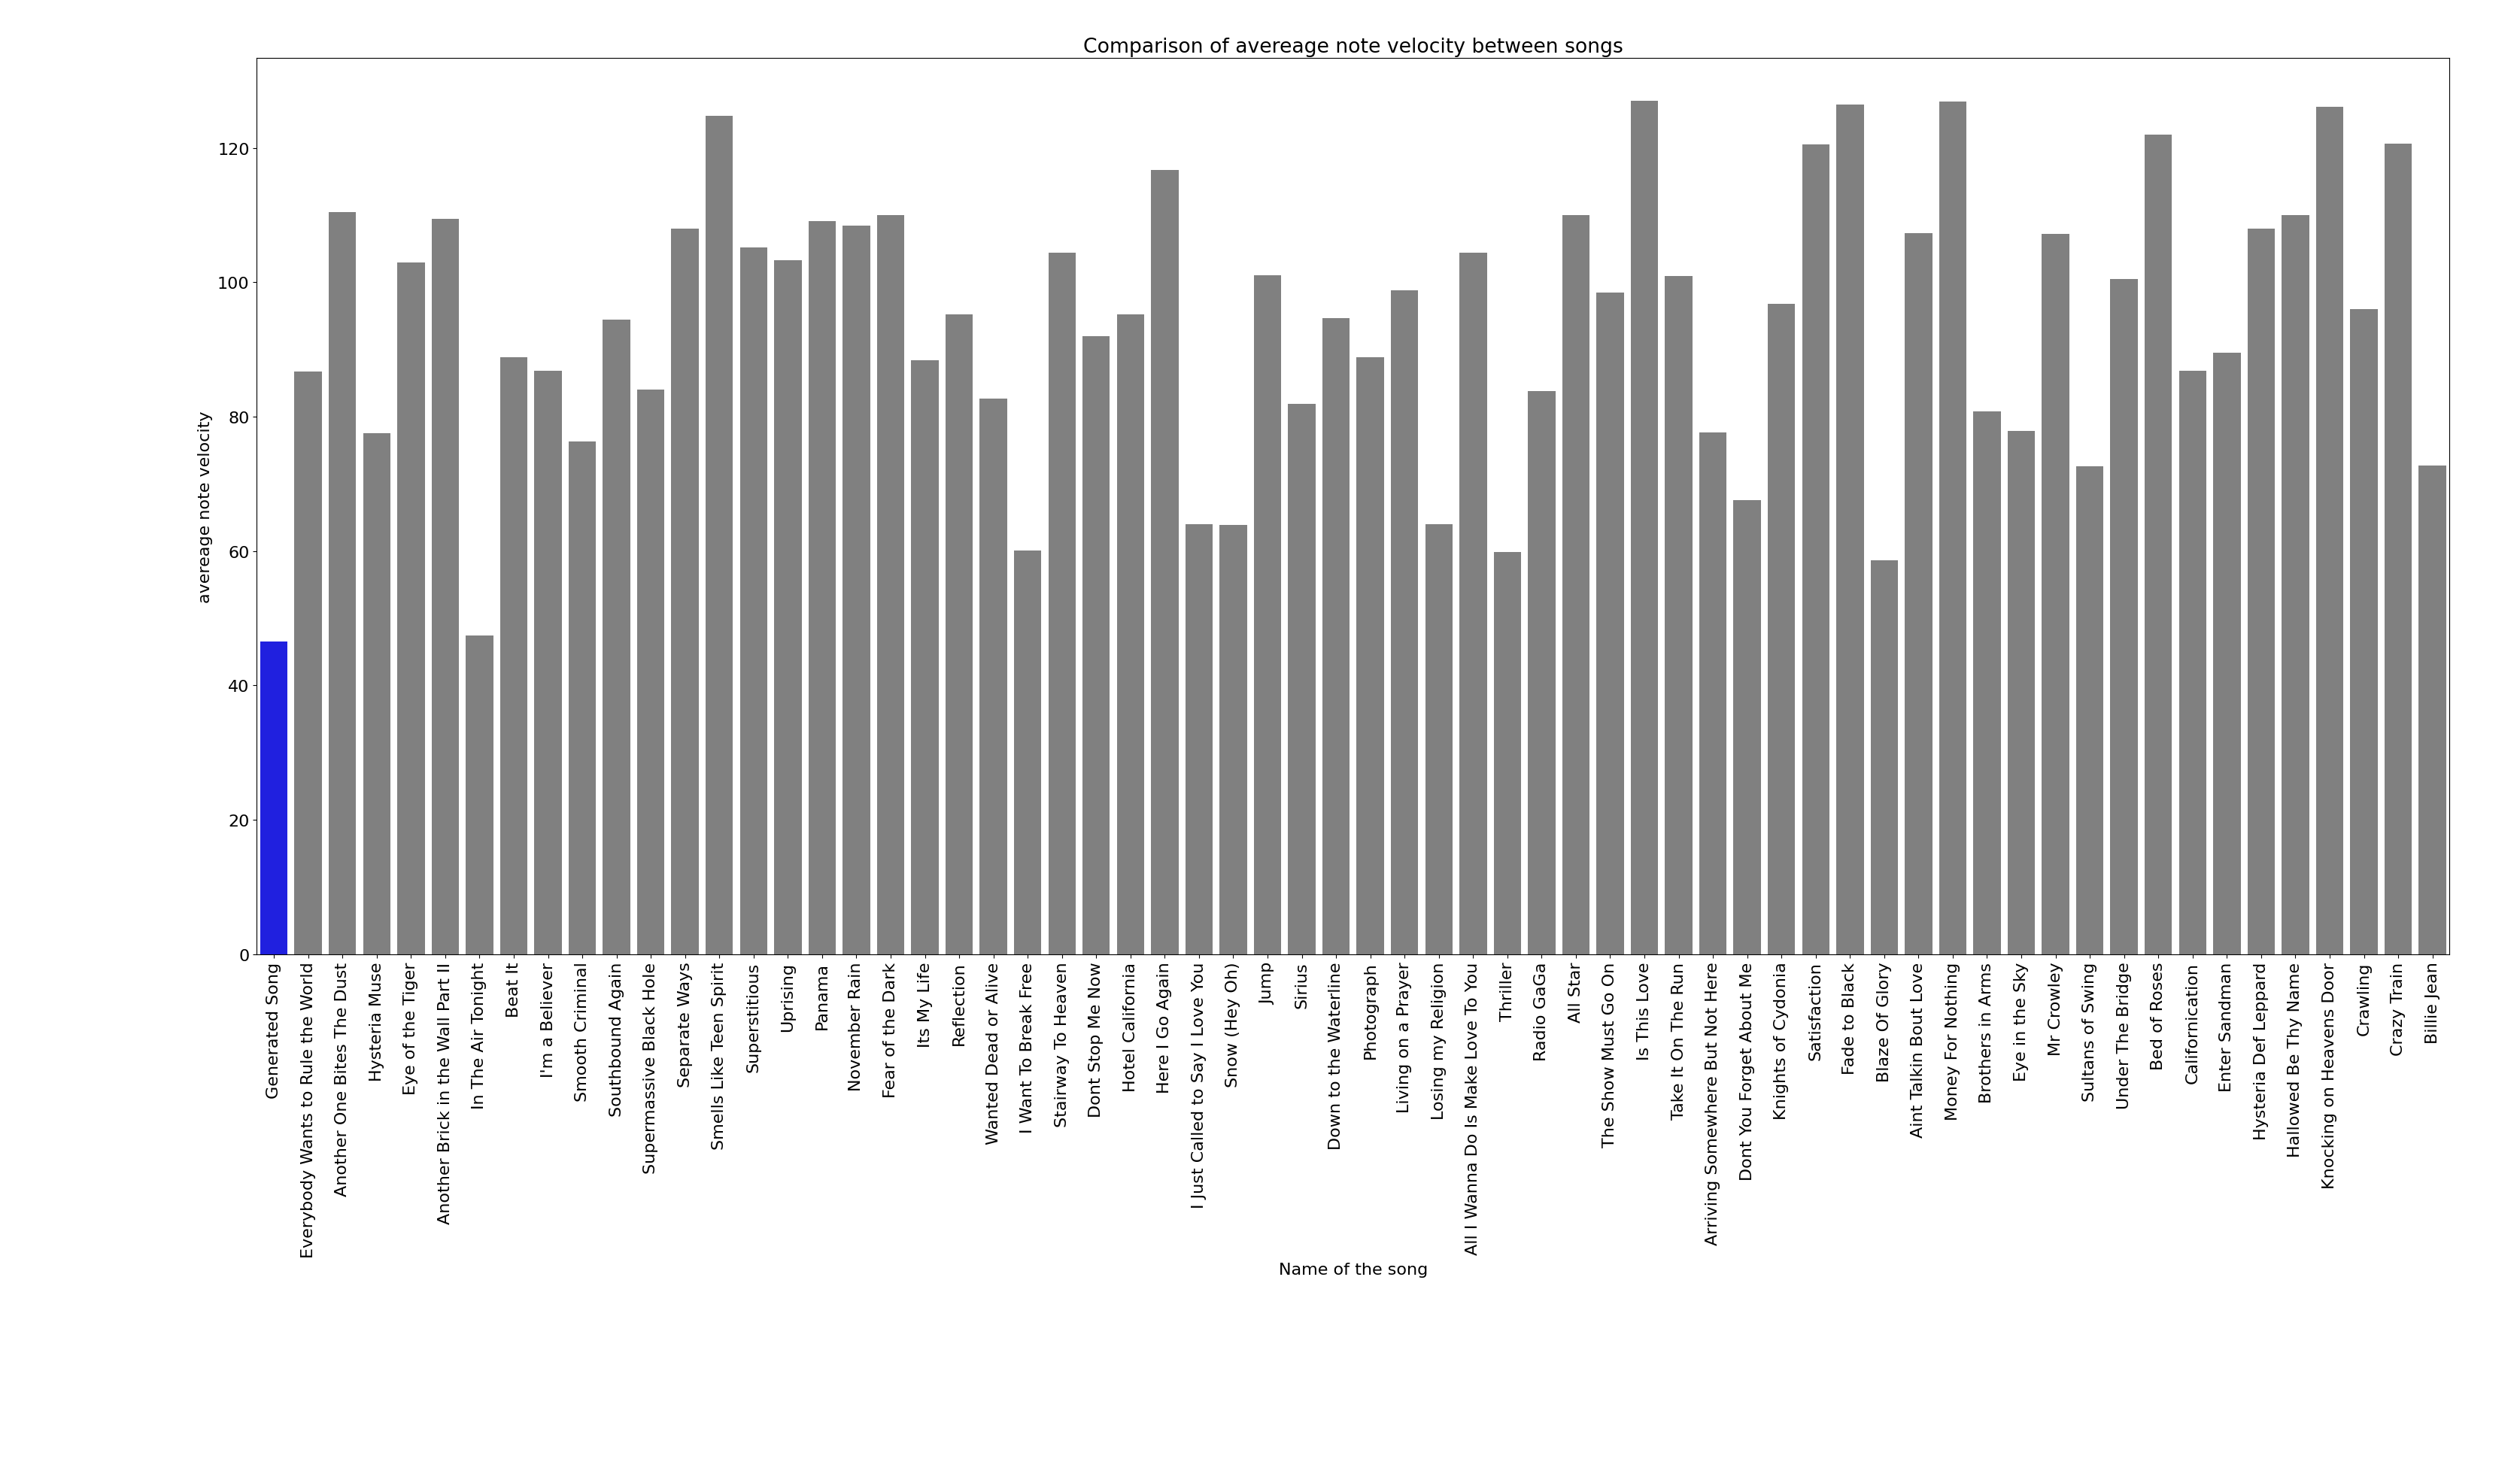 Comparison of avereage note velocity between songs
avereage note velocity
120
100
80
60
40
20
0
Generated Song
Everybody Wants to Rule the World
Another One Bites The Dust
Hysteria Muse
Eye of the Tiger
Another Brick in the Wall Part II
In The Air Tonight
Beat It
I'm a Believer
Smooth Criminal
Southbound Again
Supermassive Black Hole
Separate Ways
Smells Like Teen Spirit
Superstitious
Uprising
Panama
November Rain
Fear of the Dark
Its My Life
Reflection
Wanted Dead or Alive
I Want To Break Free
Stairway To Heaven
Dont Stop Me Now
Hotel California
Here I Go Again
I Just Called to Say I Love You
Snow (Hey Oh)
Jump
Sirius
Down to the Waterline
Photograph
Living on a Prayer
Losing my Religion
All I Wanna Do Is Make Love To You
Thriller
Radio GaGa
All Star
The Show Must Go On
Is This Love
Take It On The Run
Arriving Somewhere But Not Here
Dont You Forget About Me
Knights of Cydonia
Satisfaction
Fade to Black
Blaze Of Glory
Aint Talkin Bout Love
Money For Nothing
Brothers in Arms
Eye in the Sky
Mr Crowley
Sultans of Swing
Under The Bridge
Bed of Roses
Californication
Enter Sandman
Hysteria Def Leppard
Hallowed Be Thy Name
Knocking on Heavens Door
Crawling
Crazy Train
Billie Jean
Name of the song